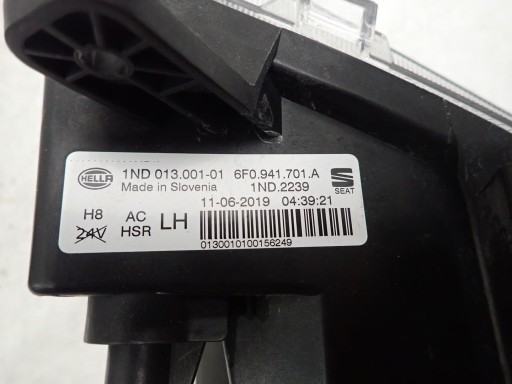 HELLA 1ND 013.001-01 6F0.941.701.A
Made in Slovenia 1ND.2239 SEAT
11-06-2019 04:39:21
H8 AC LH
24V HSR
0130010100156249